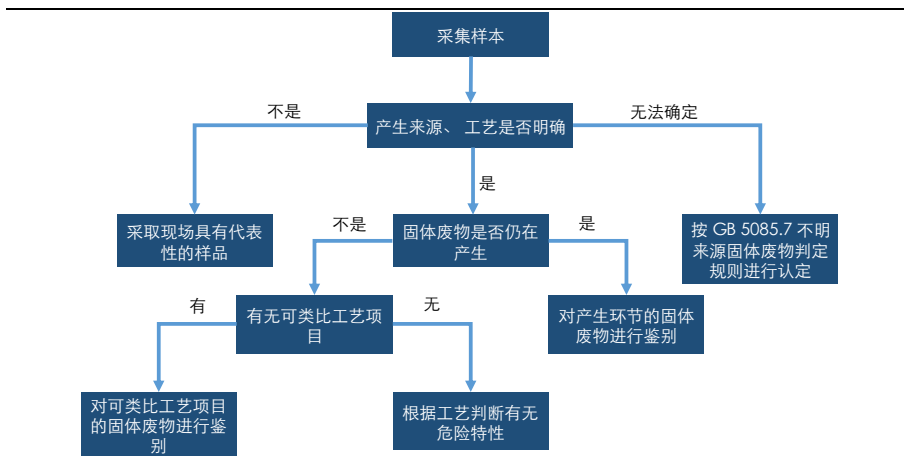 采集样本
不是
产生来源、 工艺是否明确
无法确定
是
采取现场具有代表
性的样品
不是
固体废物是否仍在
产生
是
按 GB 5085.7 不明
来源固体废物判定
规则进行认定
有
有无可类比工艺项
目
无
对产生环节的固体
废物进行鉴别
对可类比工艺项目
的固体废物进行鉴
别
根据工艺判断有无
危险特性